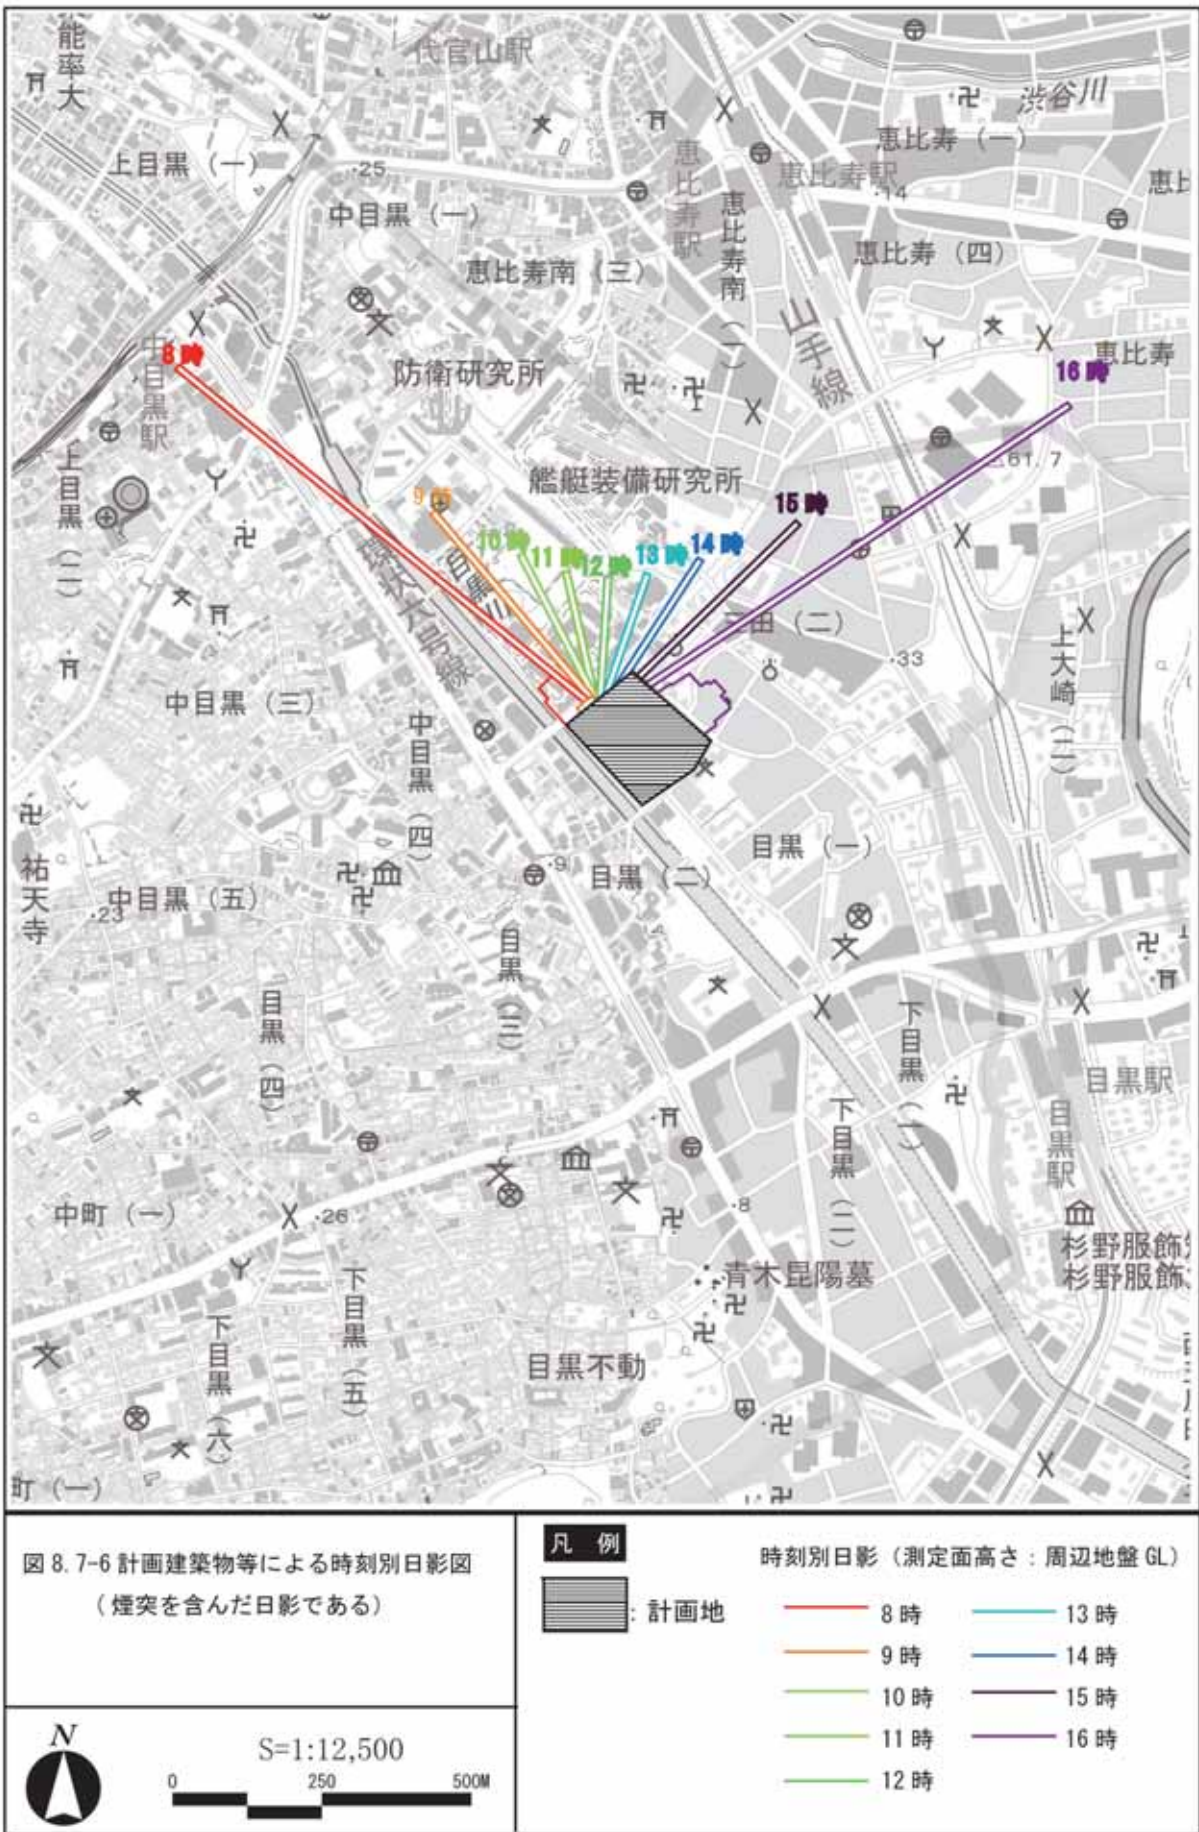 能率大
代官山駅
渋谷川
上目黒（一）
・25
恵比寿（一）
恵比寿駅
恵比寿駅
・14
恵比
中目黒（一）
恵比寿南（一）
恵比寿南（三）
恵比寿（四）
山手線
中目黒駅
8時
防衛研究所
恵比寿
16時
上目黒（二）
艦艇装備研究所
61.7
9時
15時
10時
11時
12時
13時
14時
目黒川
環状六号線
三田（二）
・33
上大崎（二）
中目黒（三）
中目黒（四）
・9
目黒（二）
目黒（一）
祐天寺
中目黒（五）
・23
目黒（三）
目黒（四）
下目黒（一）
目黒駅
目黒駅
下目黒（二）
中町（一）
・26
・8
杉野服飾
杉野服飾
青木昆陽墓
下目黒（五）
下目黒（六）
目黒不動
町（一）
図 8.7-6 計画建築物等による時刻別日影図
（煙突を含んだ日影である）
N
S=1:12,500
0 250 500M
凡 例
：計画地
時刻別日影（測定面高さ：周辺地盤 GL）
8 時
9 時
10 時
11 時
12 時
13 時
14 時
15 時
16 時